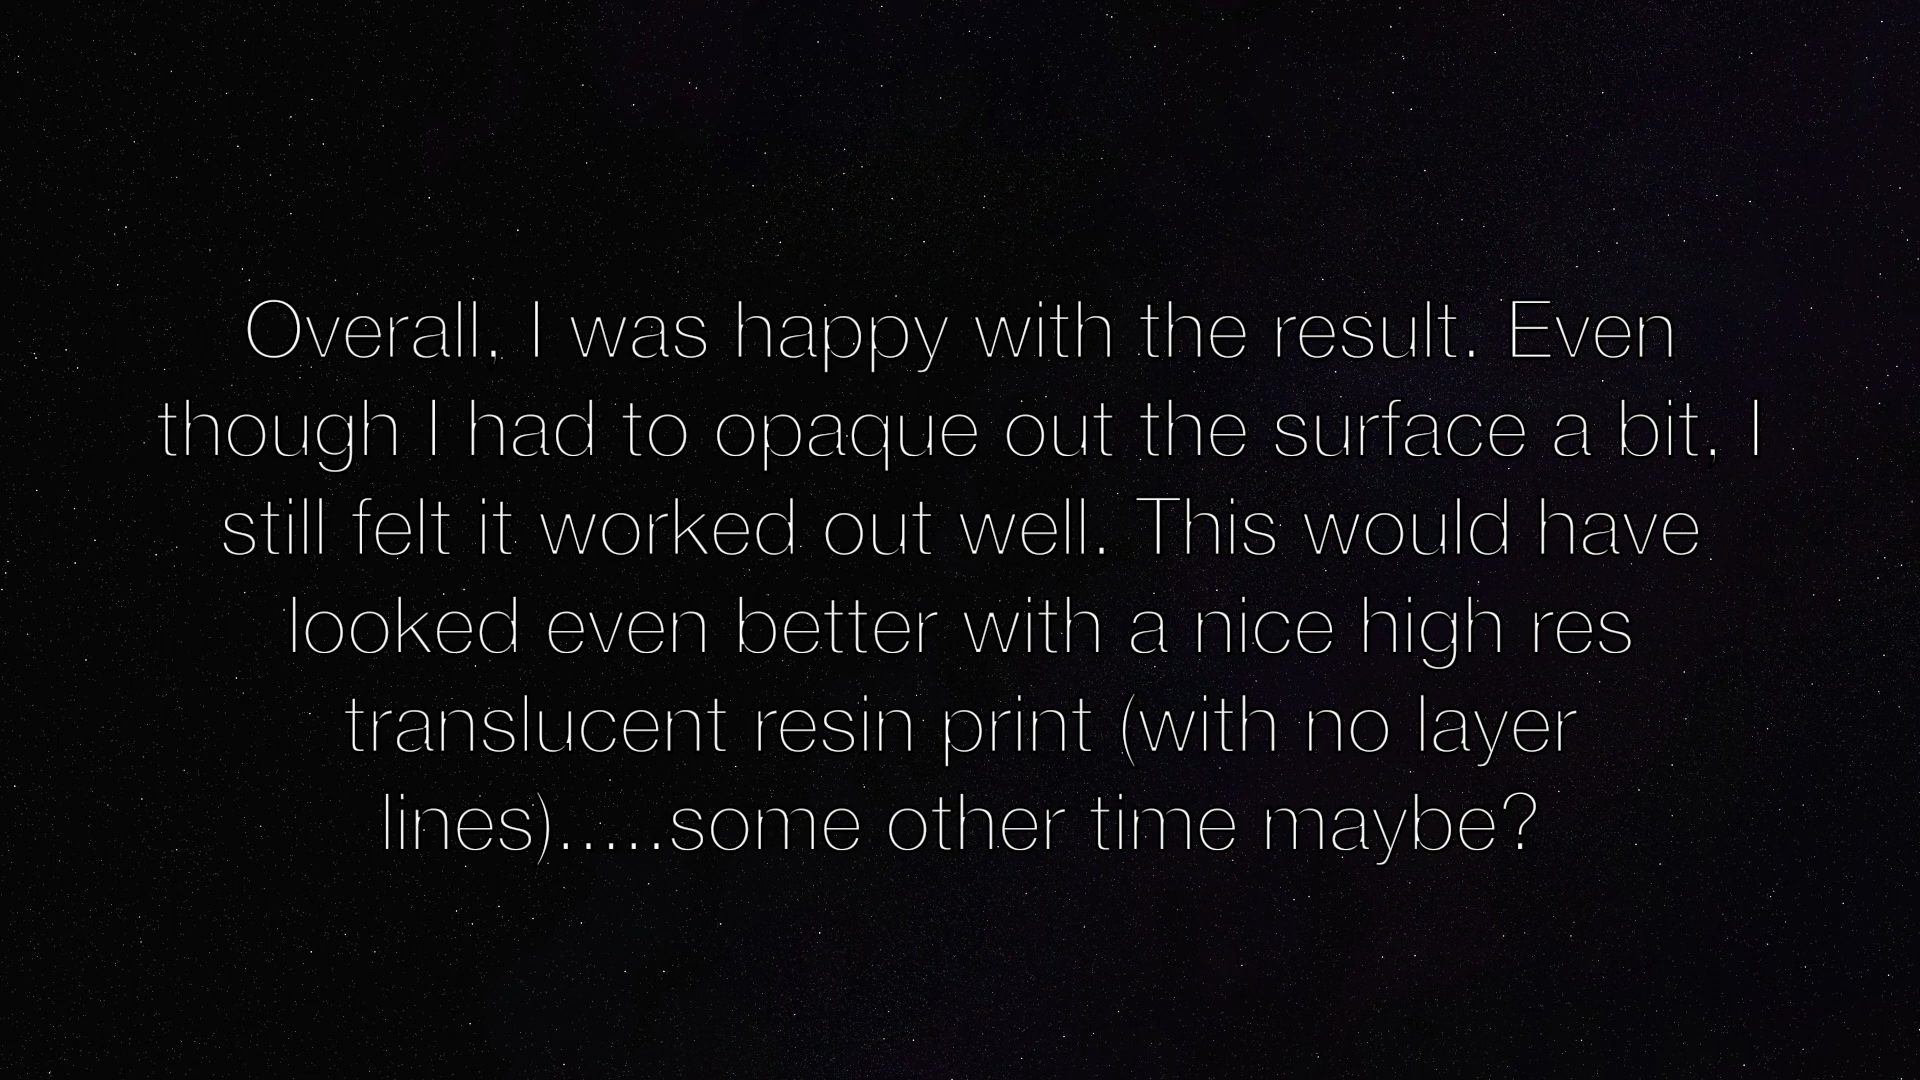 Overall, I was happy with the result. Even
though I had to opaque out the surface a bit, I
still felt it worked out well. This would have
looked even better with a nice high res
translucent resin print (with no layer
lines).....some other time maybe?